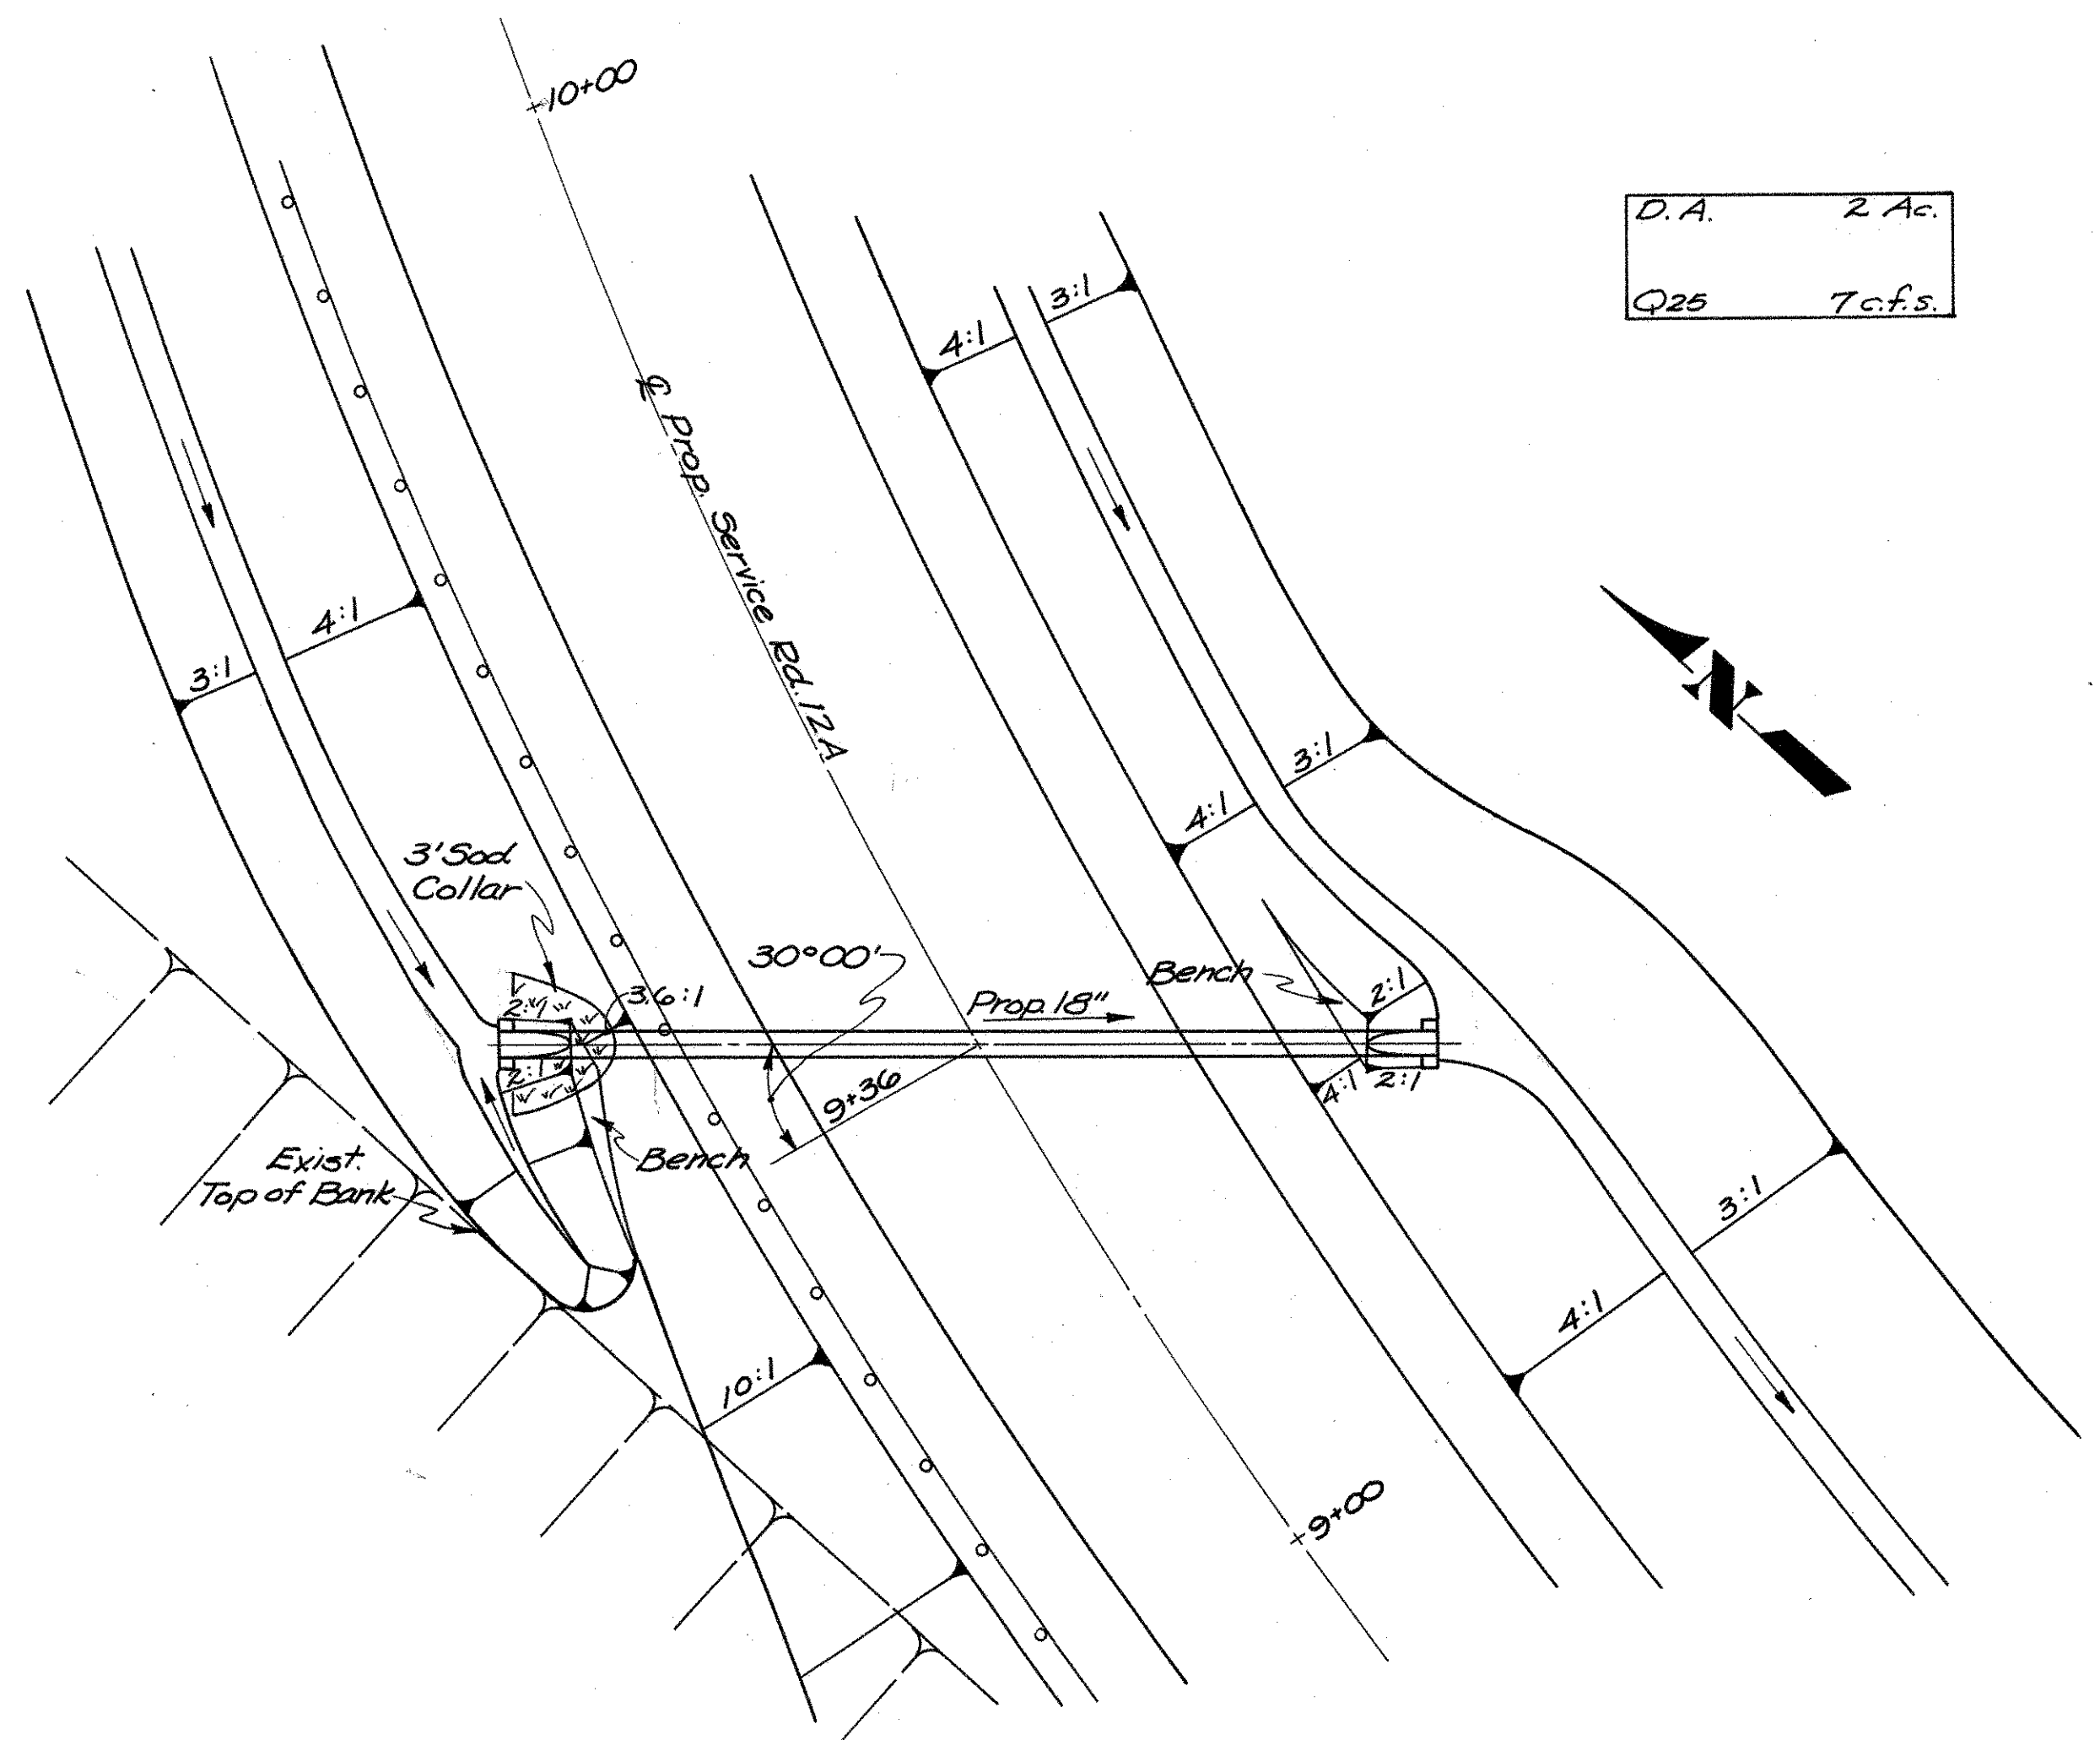 10+00
D. A. 2 Ac.
Q25 7 c.f.s.
3:1
4:1
℄ Prop. Service Rd. 12A
4:1
3:1
N
3:1
4:1
3' Sod
Collar
30°00'
Bench
2:1
3.6:1
Prop. 18"
2:1
2:1
9+36
4:1
2:1
Bench
Exist.
Top of Bank
3:1
4:1
10:1
9+00